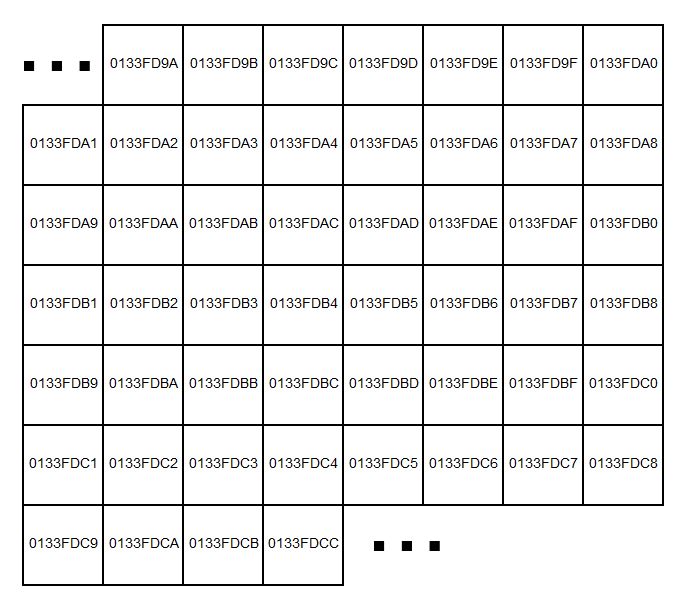 0133FD9A 0133FD9B 0133FD9C 0133FD9D 0133FD9E 0133FD9F 0133FDA0
0133FDA1 0133FDA2 0133FDA3 0133FDA4 0133FDA5 0133FDA6 0133FDA7 0133FDA8
0133FDA9 0133FDAA 0133FDAB 0133FDAC 0133FDAD 0133FDAE 0133FDAF 0133FDB0
0133FDB1 0133FDB2 0133FDB3 0133FDB4 0133FDB5 0133FDB6 0133FDB7 0133FDB8
0133FDB9 0133FDBA 0133FDBB 0133FDBC 0133FDBD 0133FDBE 0133FDBF 0133FDC0
0133FDC1 0133FDC2 0133FDC3 0133FDC4 0133FDC5 0133FDC6 0133FDC7 0133FDC8
0133FDC9 0133FDCA 0133FDCB 0133FDCC